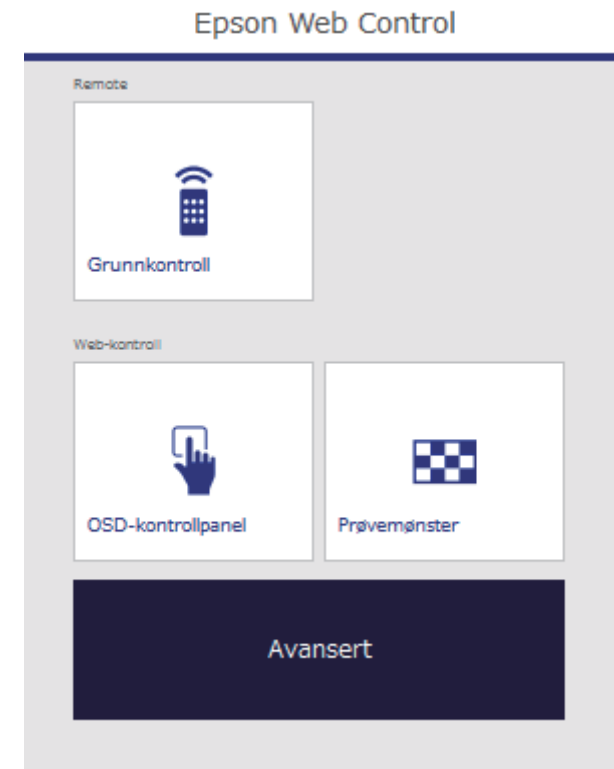 Epson Web Control
Remote
Grunnkontroll
Web-kontroll
OSD-kontrollpanel
Prøvemønster
Avansert